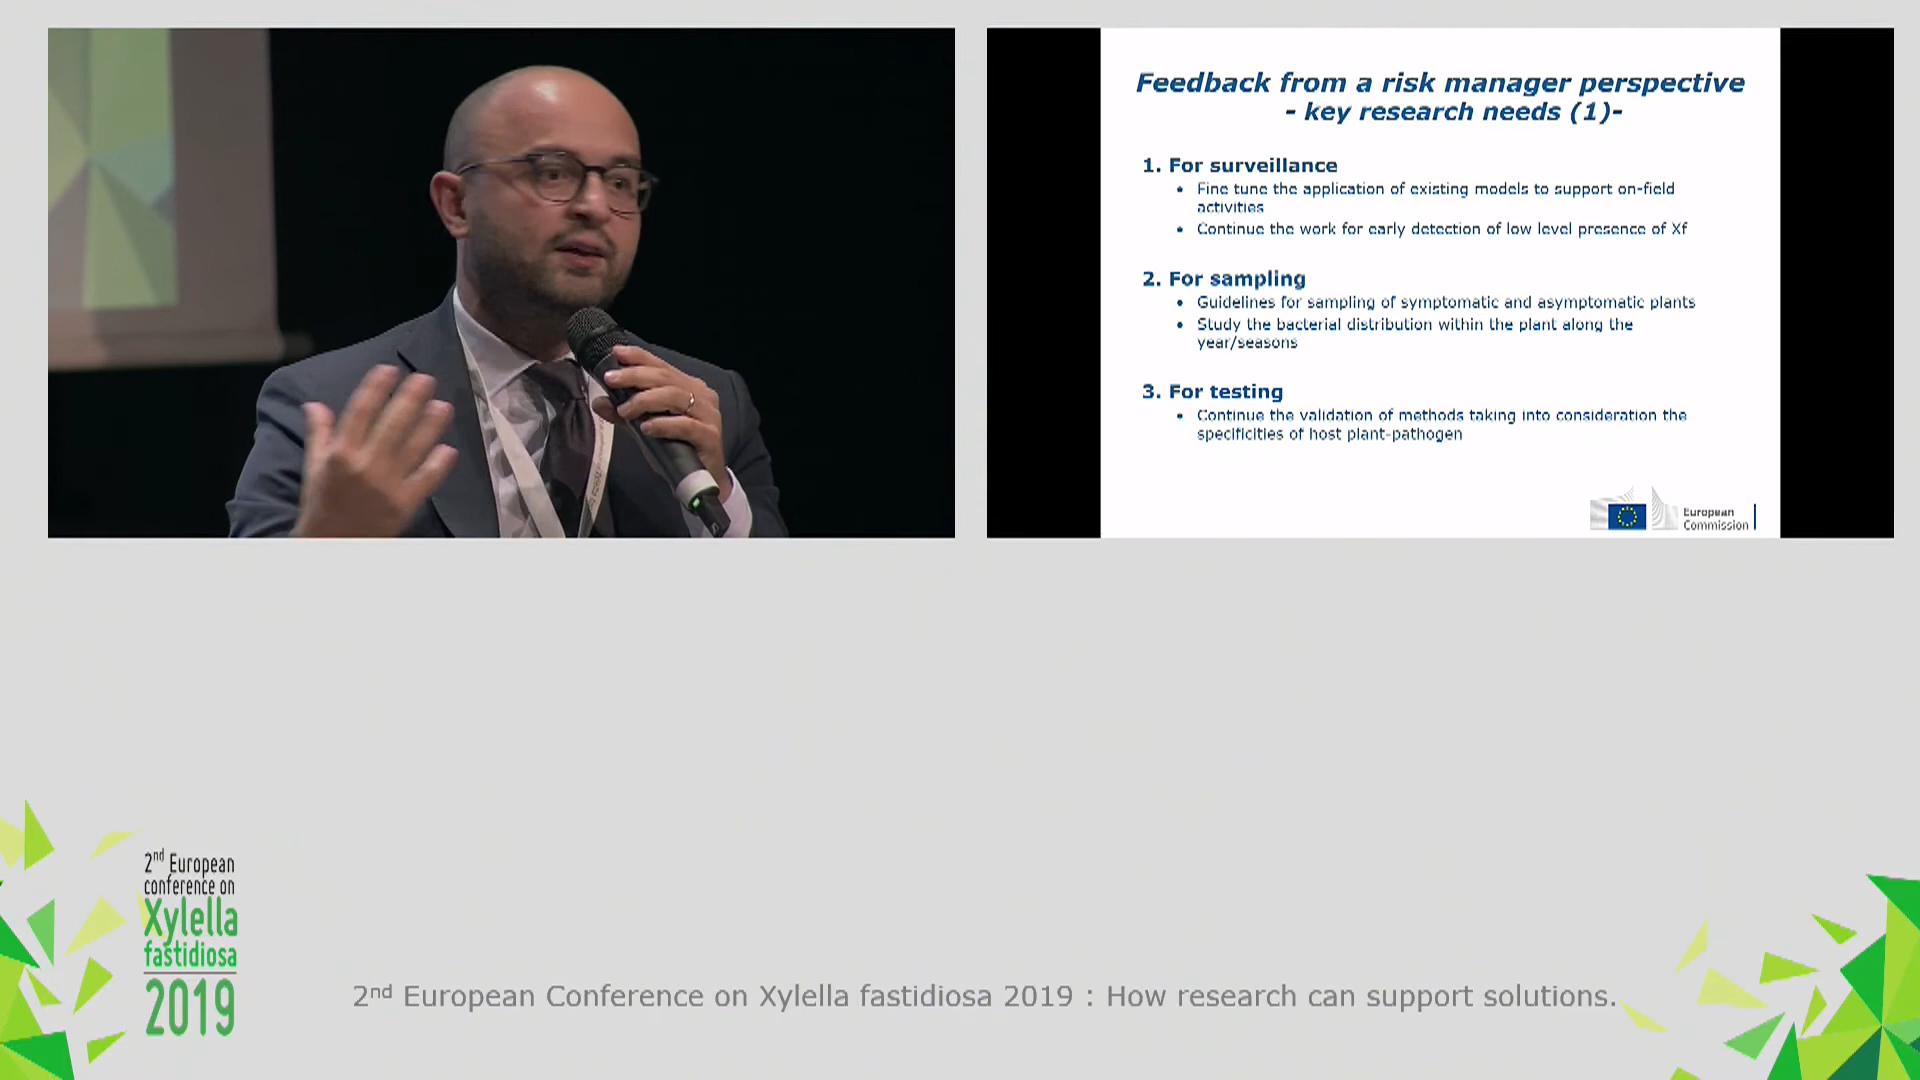 Feedback from a risk manager perspective
- key research needs (1)-
1. For surveillance
• Fine tune the application of existing models to support on-field
activities
• Continue the work for early detection of low level presence of Xf
2. For sampling
• Guidelines for sampling of symptomatic and asymptomatic plants
• Study the bacterial distribution within the plant along the
year/seasons
3. For testing
• Continue the validation of methods taking into consideration the
specificities of host plant-pathogen
European
Commission
2nd European
conference on
Xylella
fastidiosa
2019
2nd European Conference on Xylella fastidiosa 2019 : How research can support solutions.